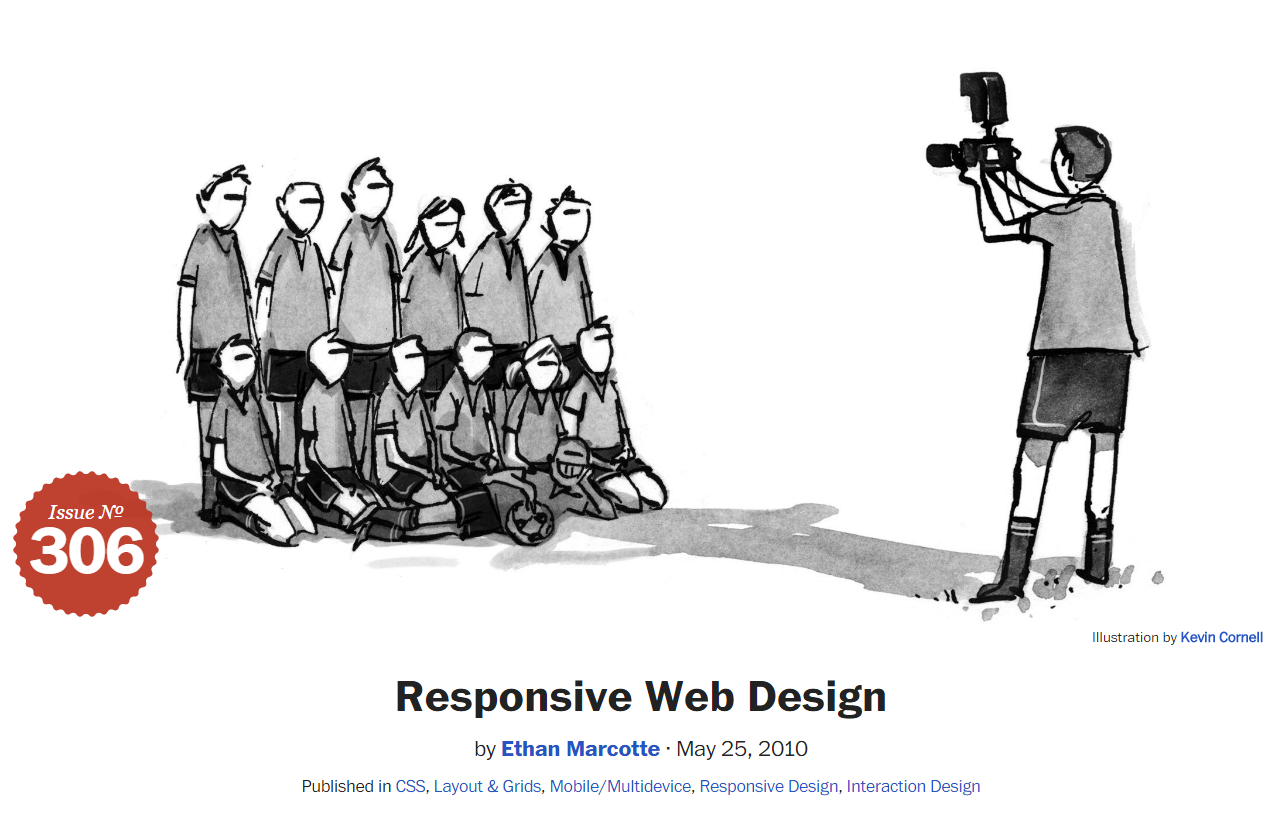 Issue Nº
306
Illustration by Kevin Cornell
Responsive Web Design
by Ethan Marcotte · May 25, 2010
Published in CSS, Layout & Grids, Mobile/Multidevice, Responsive Design, Interaction Design